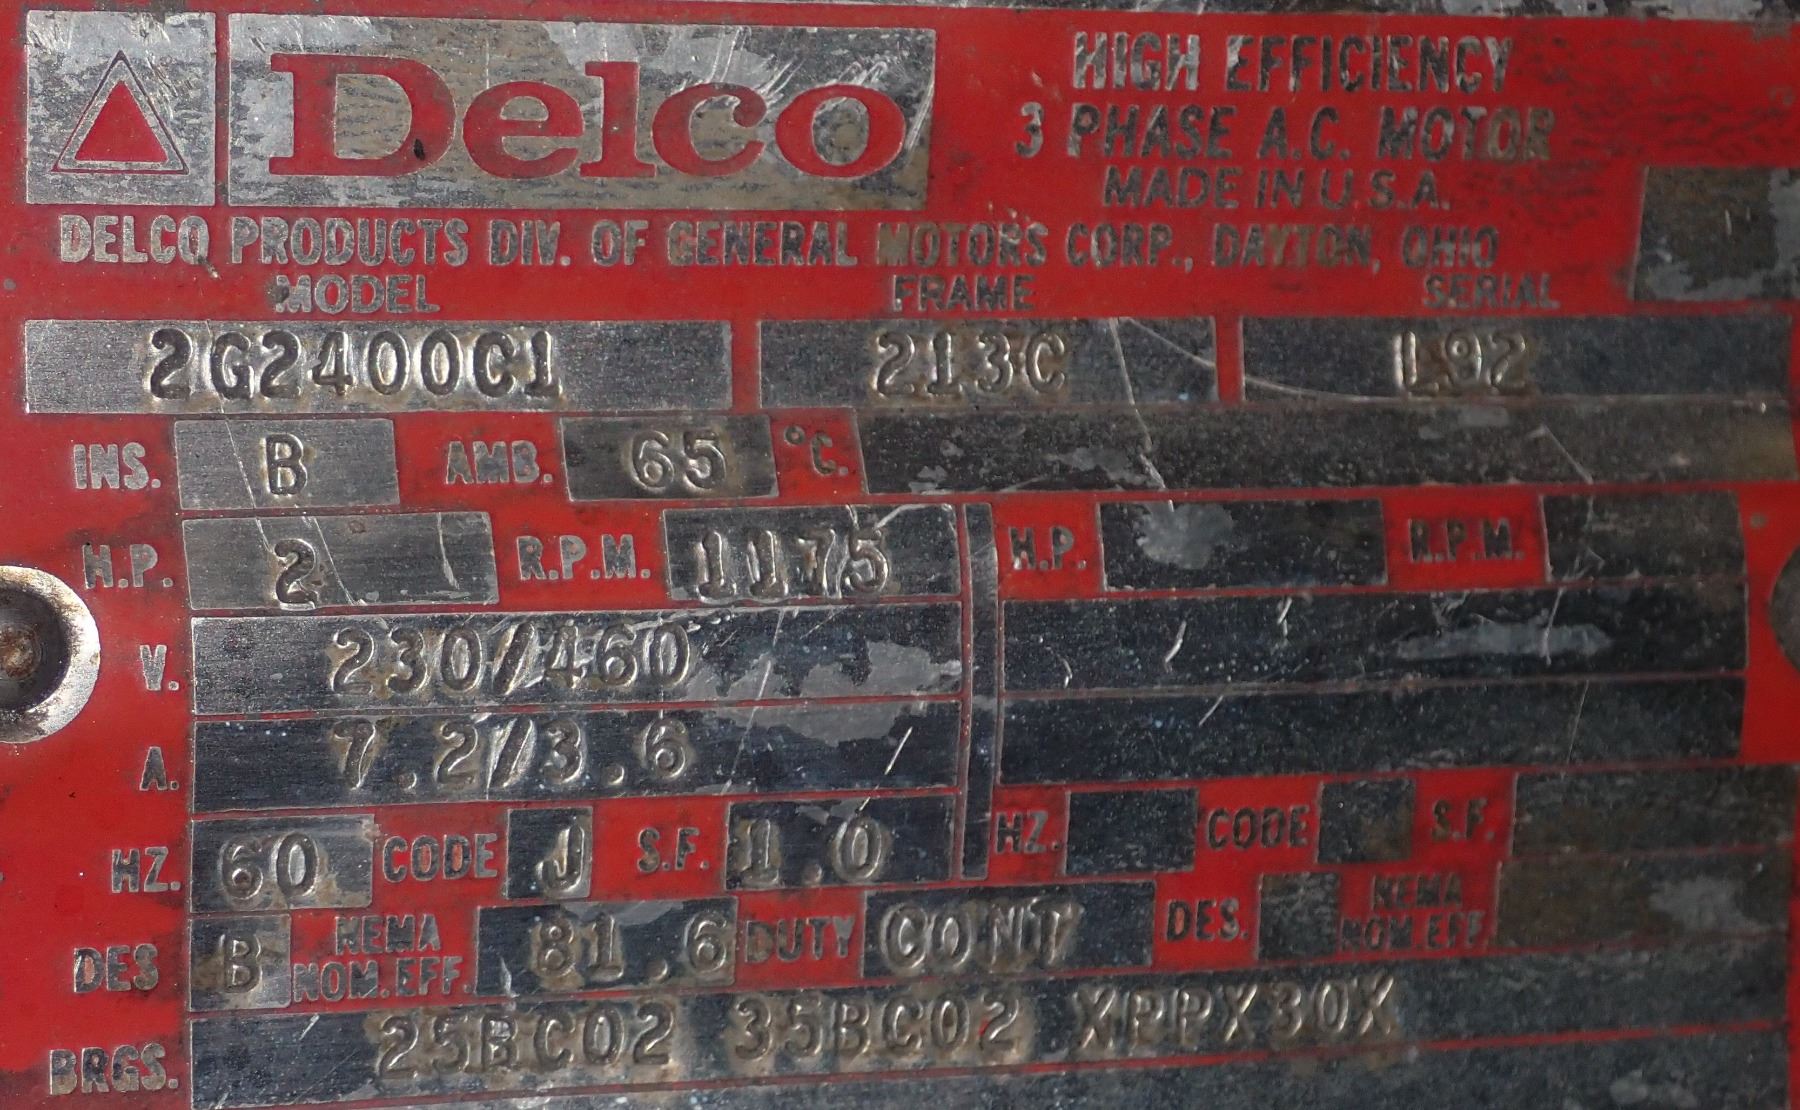 Delco
HIGH EFFICIENCY
3 PHASE A.C. MOTOR
MADE IN U.S.A.
DELCO PRODUCTS DIV. OF GENERAL MOTORS CORP., DAYTON, OHIO
MODEL FRAME SERIAL
2G2400C1 213C L92
INS. B AMB. 65 °C.
H.P. 2 R.P.M. 1175 H.P. R.P.M.
V. 230/460
A. 7.2/3.6
HZ. 60 CODE J S.F. 1.0 HZ. CODE S.F.
DES B NEMA NOM.EFF. 81.6 DUTY CONT DES. NEMA NOM.EFF.
BRGS. 25BC02 35BC02 XPPX30X